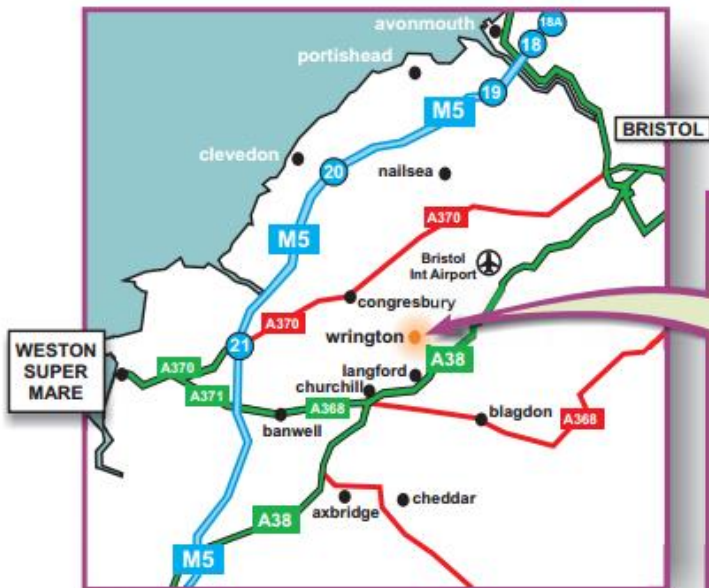 avonmouth
18A
18
portishead
19
M5
BRISTOL
clevedon
20
nailsea
A370
M5
Bristol
Int Airport
congresbury
A370
wrington
21
WESTON
SUPER
MARE
A370
langford
A38
churchill
A371
A368
blagdon
A368
banwell
cheddar
axbridge
A38
M5